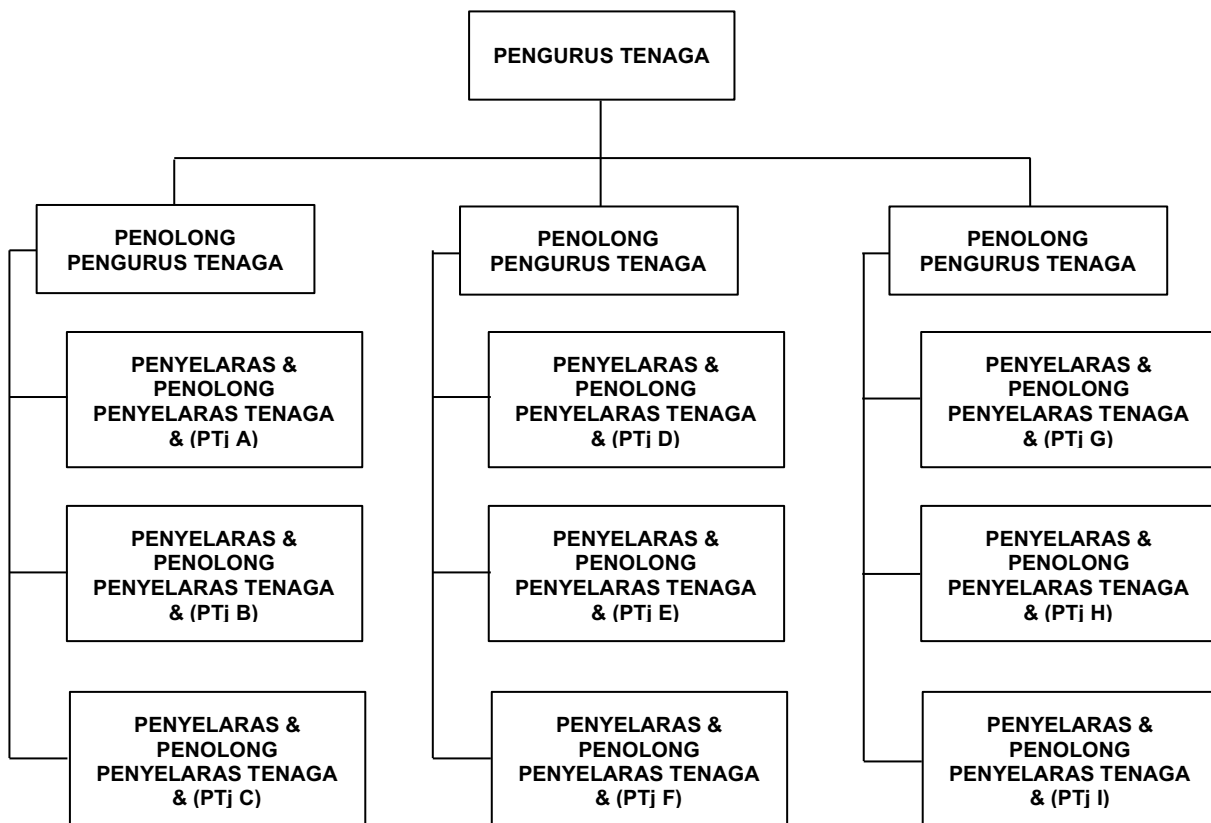 PENGURUS TENAGA
PENOLONG
PENGURUS TENAGA
PENOLONG
PENGURUS TENAGA
PENOLONG
PENGURUS TENAGA
PENYELARAS &
PENOLONG
PENYELARAS TENAGA
& (PTj A)
PENYELARAS &
PENOLONG
PENYELARAS TENAGA
& (PTj D)
PENYELARAS &
PENOLONG
PENYELARAS TENAGA
& (PTj G)
PENYELARAS &
PENOLONG
PENYELARAS TENAGA
& (PTj B)
PENYELARAS &
PENOLONG
PENYELARAS TENAGA
& (PTj E)
PENYELARAS &
PENOLONG
PENYELARAS TENAGA
& (PTj H)
PENYELARAS &
PENOLONG
PENYELARAS TENAGA
& (PTj C)
PENYELARAS &
PENOLONG
PENYELARAS TENAGA
& (PTj F)
PENYELARAS &
PENOLONG
PENYELARAS TENAGA
& (PTj I)